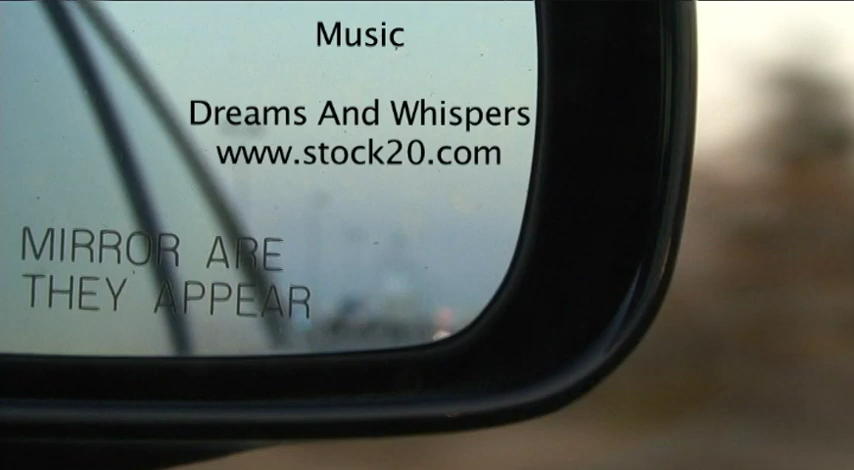 Music
Dreams And Whispers
www.stock20.com
MIRROR ARE
THEY APPEAR